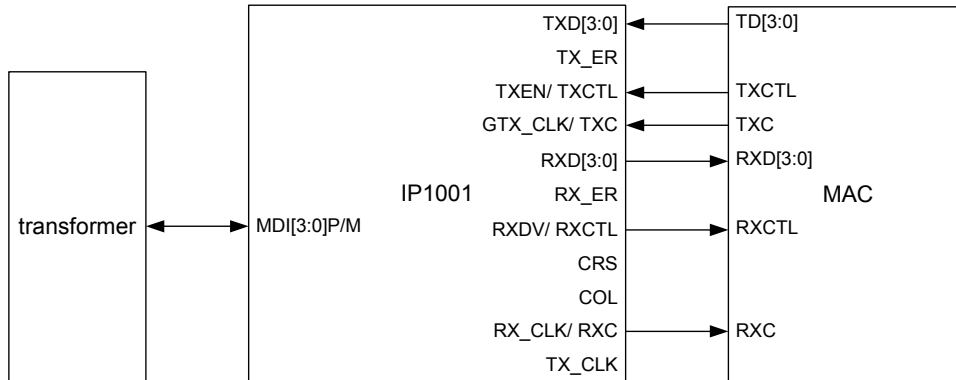 TXD[3:0] TD[3:0]
TX_ER
TXEN/ TXCTL TXCTL
GTX_CLK/ TXC TXC
RXD[3:0] RXD[3:0]
IP1001 RX_ER MAC
transformer MDI[3:0]P/M RXDV/ RXCTL RXCTL
CRS
COL
RX_CLK/ RXC RXC
TX_CLK